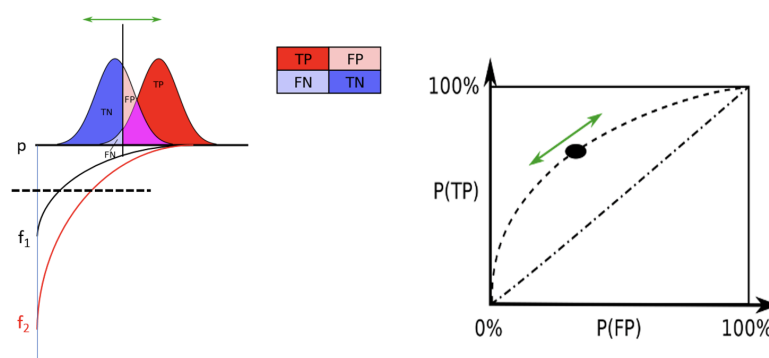 TP FP
FN TN
TN
FP
TP
FN
p
f1
f2
100%
P(TP)
0%
P(FP)
100%